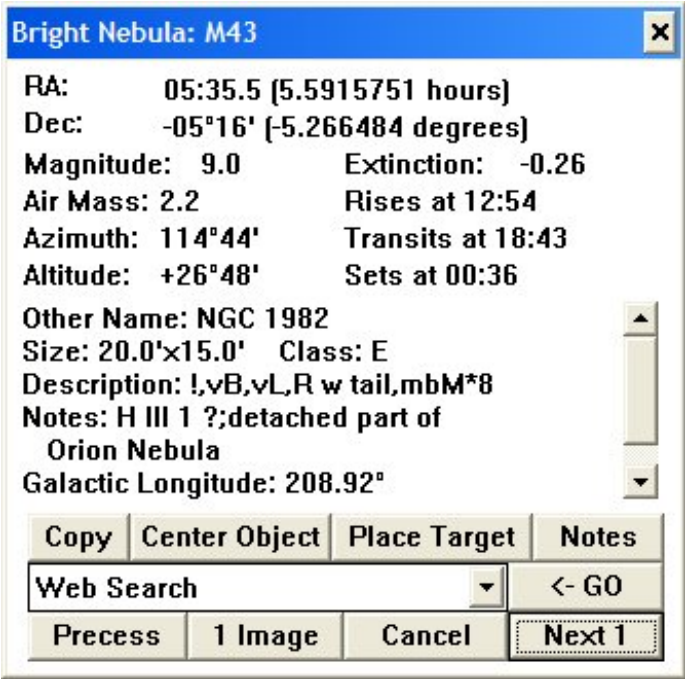 Bright Nebula: M43
RA: 05:35.5 (5.5915751 hours)
Dec: -05°16' (-5.266484 degrees)
Magnitude: 9.0 Extinction: -0.26
Air Mass: 2.2 Rises at 12:54
Azimuth: 114°44' Transits at 18:43
Altitude: +26°48' Sets at 00:36
Other Name: NGC 1982
Size: 20.0'x15.0' Class: E
Description: !,vB,vL,R w tail,mbM*8
Notes: H III 1 ?;detached part of
Orion Nebula
Galactic Longitude: 208.92°
Copy Center Object Place Target Notes
Web Search <- GO
Precess 1 Image Cancel Next 1